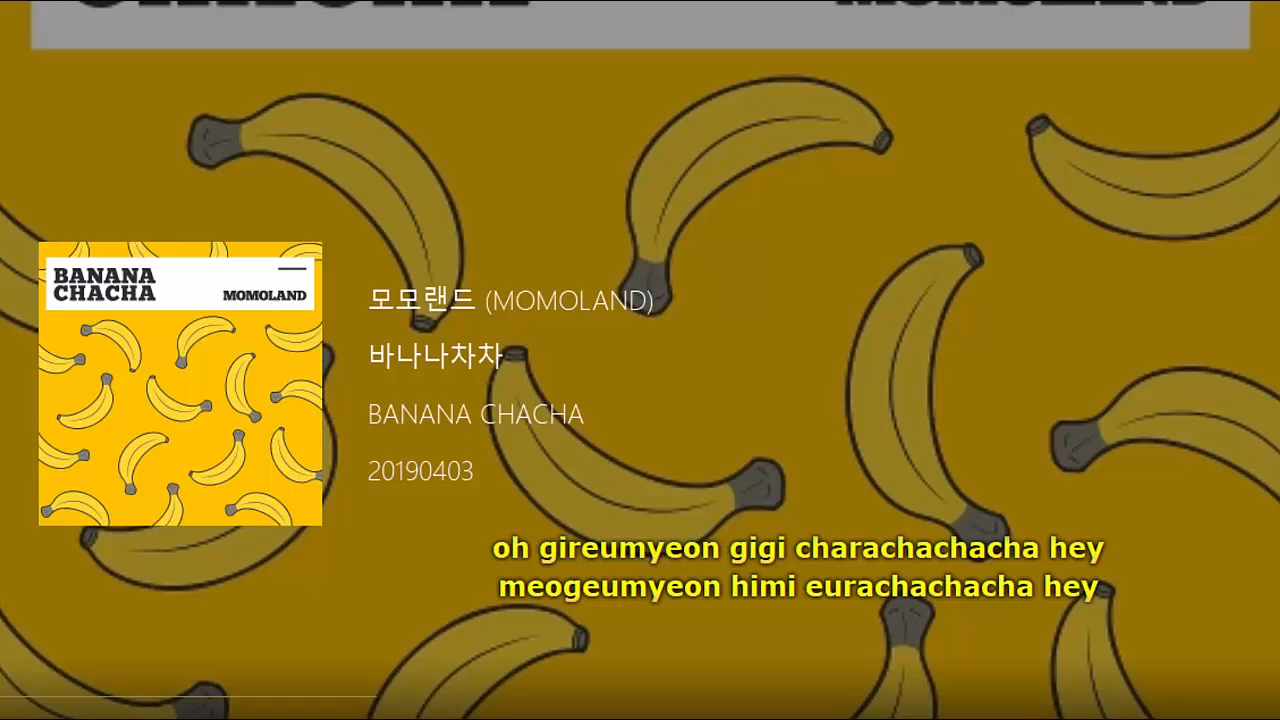 BANANA
CHACHA
MOMOLAND
모모랜드 (MOMOLAND)
바나나차차
BANANA CHACHA
20190403
oh gireumyeon gigi charachachacha hey
meogeumyeon himi eurachachacha hey